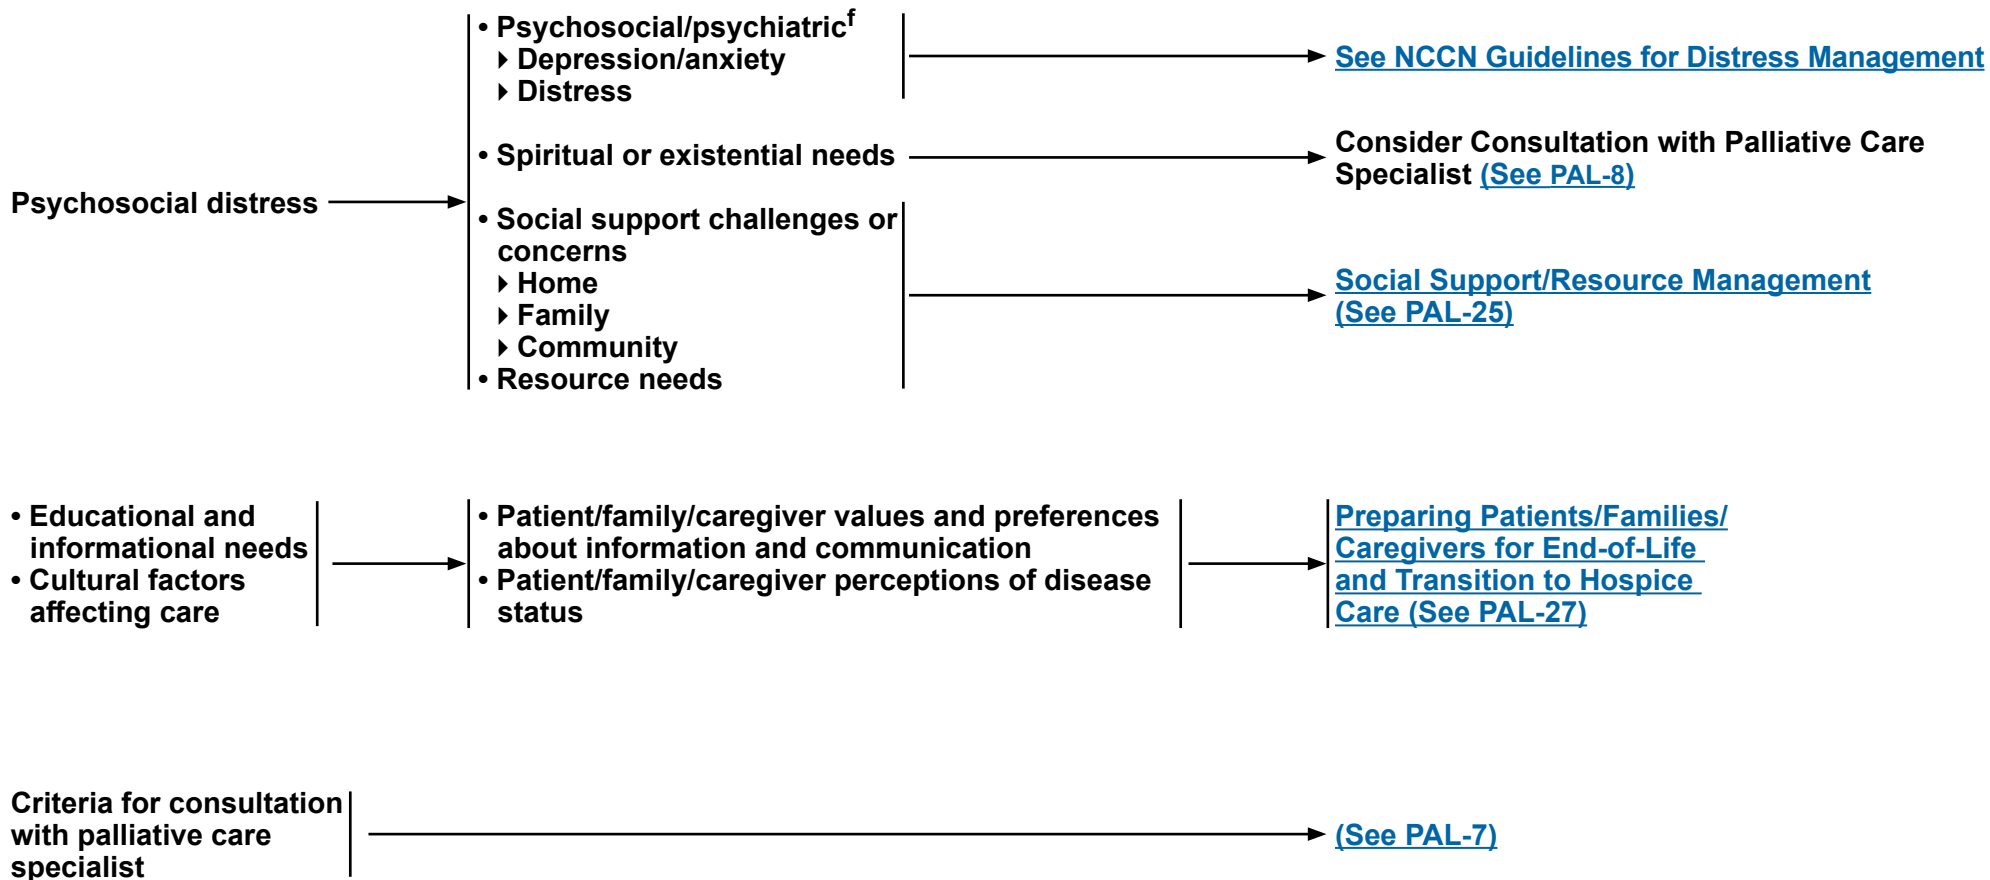 Psychosocial distress
• Psychosocial/psychiatricf
▸ Depression/anxiety
▸ Distress
See NCCN Guidelines for Distress Management
• Spiritual or existential needs
Consider Consultation with Palliative Care
Specialist (See PAL-8)
• Social support challenges or
concerns
▸ Home
▸ Family
▸ Community
• Resource needs
Social Support/Resource Management
(See PAL-25)
• Educational and
informational needs
• Cultural factors
affecting care
• Patient/family/caregiver values and preferences
about information and communication
• Patient/family/caregiver perceptions of disease
status
Preparing Patients/Families/
Caregivers for End-of-Life
and Transition to Hospice
Care (See PAL-27)
Criteria for consultation
with palliative care
specialist
(See PAL-7)